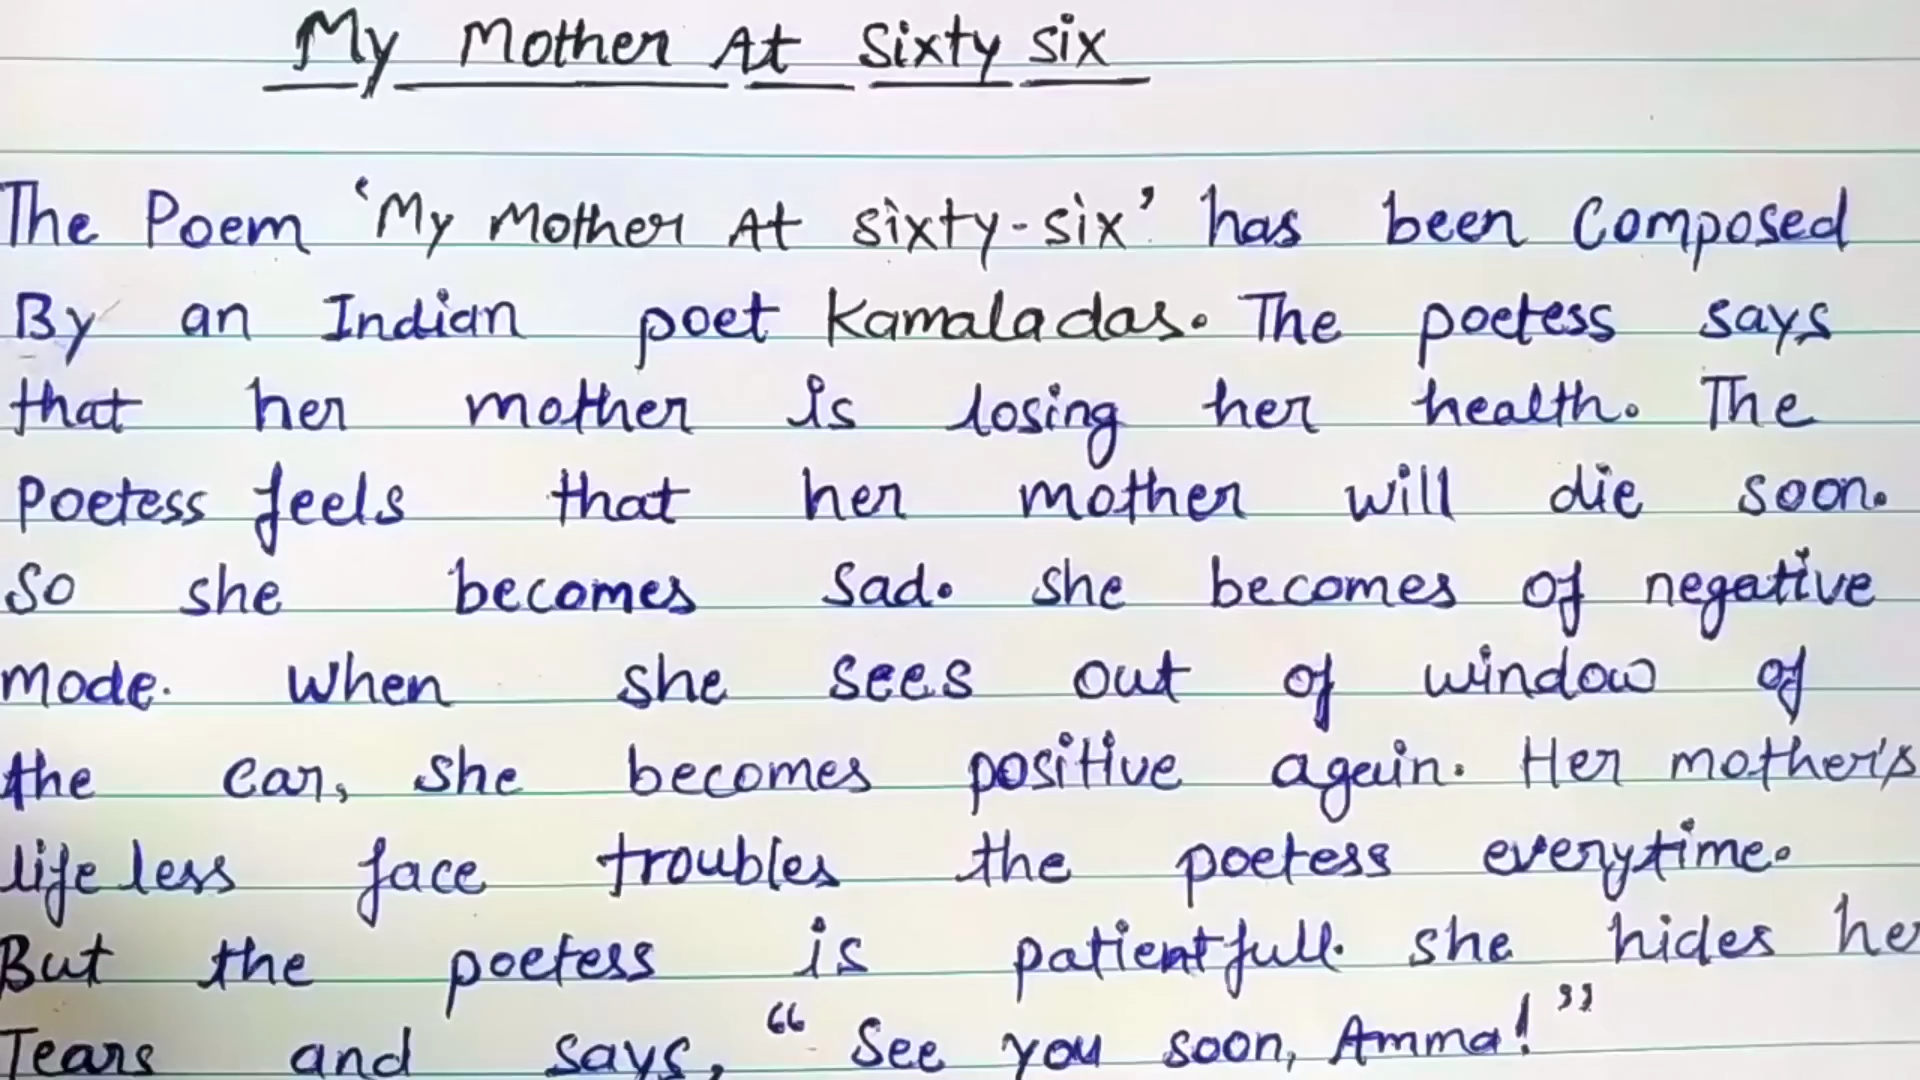 My Mother At Sixty six
The Poem 'My Mother At sixty-six' has been Composed
By an Indian poet Kamaladas. The poetess says
that her mother is losing her health. The
Poetess feels that her mother will die soon.
So she becomes sad. she becomes of negative
mode. When she sees out of window of
the car, she becomes positive again. Her mother's
lifeless face troubles the poetess everytime.
But the poetess is patientfull. she hides he
Tears and says, "See you soon, Amma!"